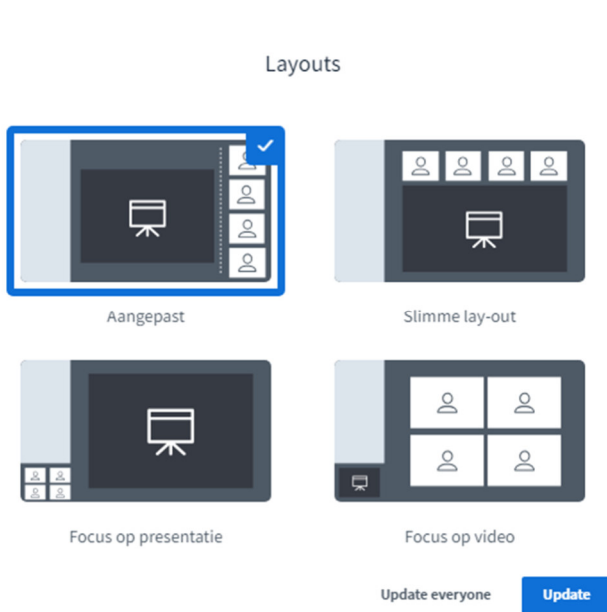 Layouts
Aangepast
Slimme lay-out
Focus op presentatie
Focus op video
Update everyone
Update